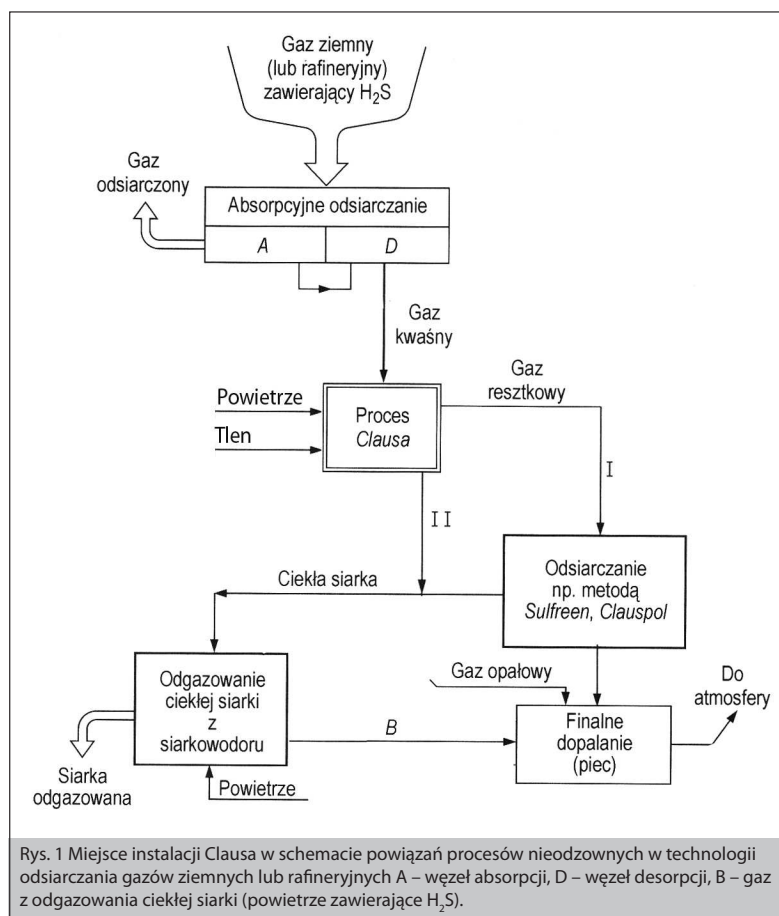 Gaz ziemny
(lub rafineryjny)
zawierający H₂S
Gaz
odsiarczony
Absorpcyjne odsiarczanie
A
D
Gaz
kwaśny
Gaz
resztkowy
Powietrze
Tlen
Proces
Clausa
I
II
Ciekła siarka
Odsiarczanie
np. metodą
Sulfreen, Clauspol
Gaz opałowy
Do
atmosfery
Odgazowanie
ciekłej siarki
z
siarkowodoru
B
Finalne
dopalanie
(piec)
Siarka
odgazowana
Powietrze
Rys. 1 Miejsce instalacji Clausa w schemacie powiązań procesów nieodzownych w technologii
odsiarczania gazów ziemnych lub rafineryjnych A – węzeł absorpcji, D – węzeł desorpcji, B – gaz
z odgazowania ciekłej siarki (powietrze zawierające H₂S).